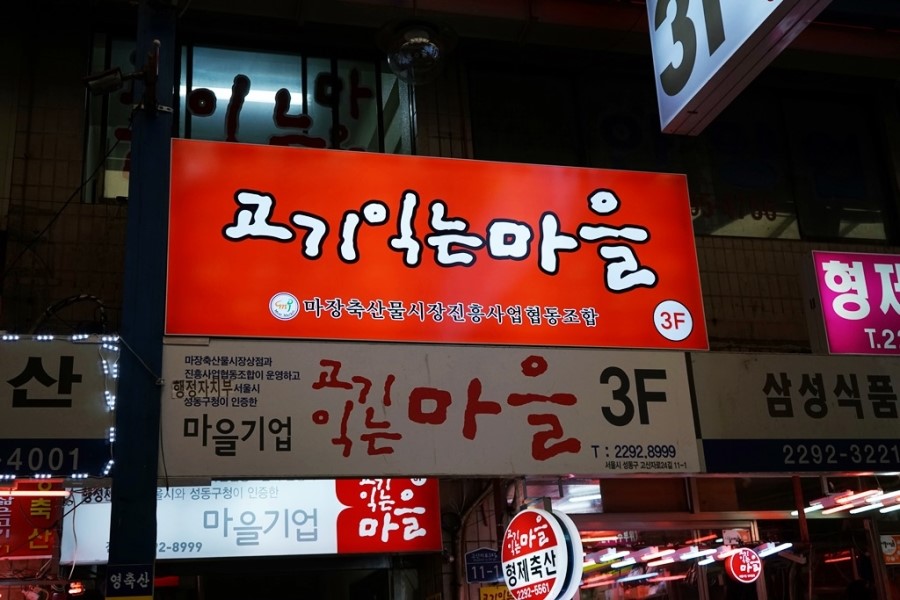 3F
고기익는마을
마장축산물시장진흥사업협동조합
3F
형제
T.22
산
-4001
마장축산물시장상점과
진흥사업협동조합이 운영하고
행정자치부 서울시
성동구청이 인증한
마을기업
고기
익는
마을
3F
T : 2292.8999
서울시 성동구 고산자로24길 11-1
삼성식품
2292-3221
축산
울시와 성동구청이 인증한
마을기업
92-8999
고기
익는
마을
영축산
11-1
고기
익는마을
형제축산
2292-5561
고기
익는
마을